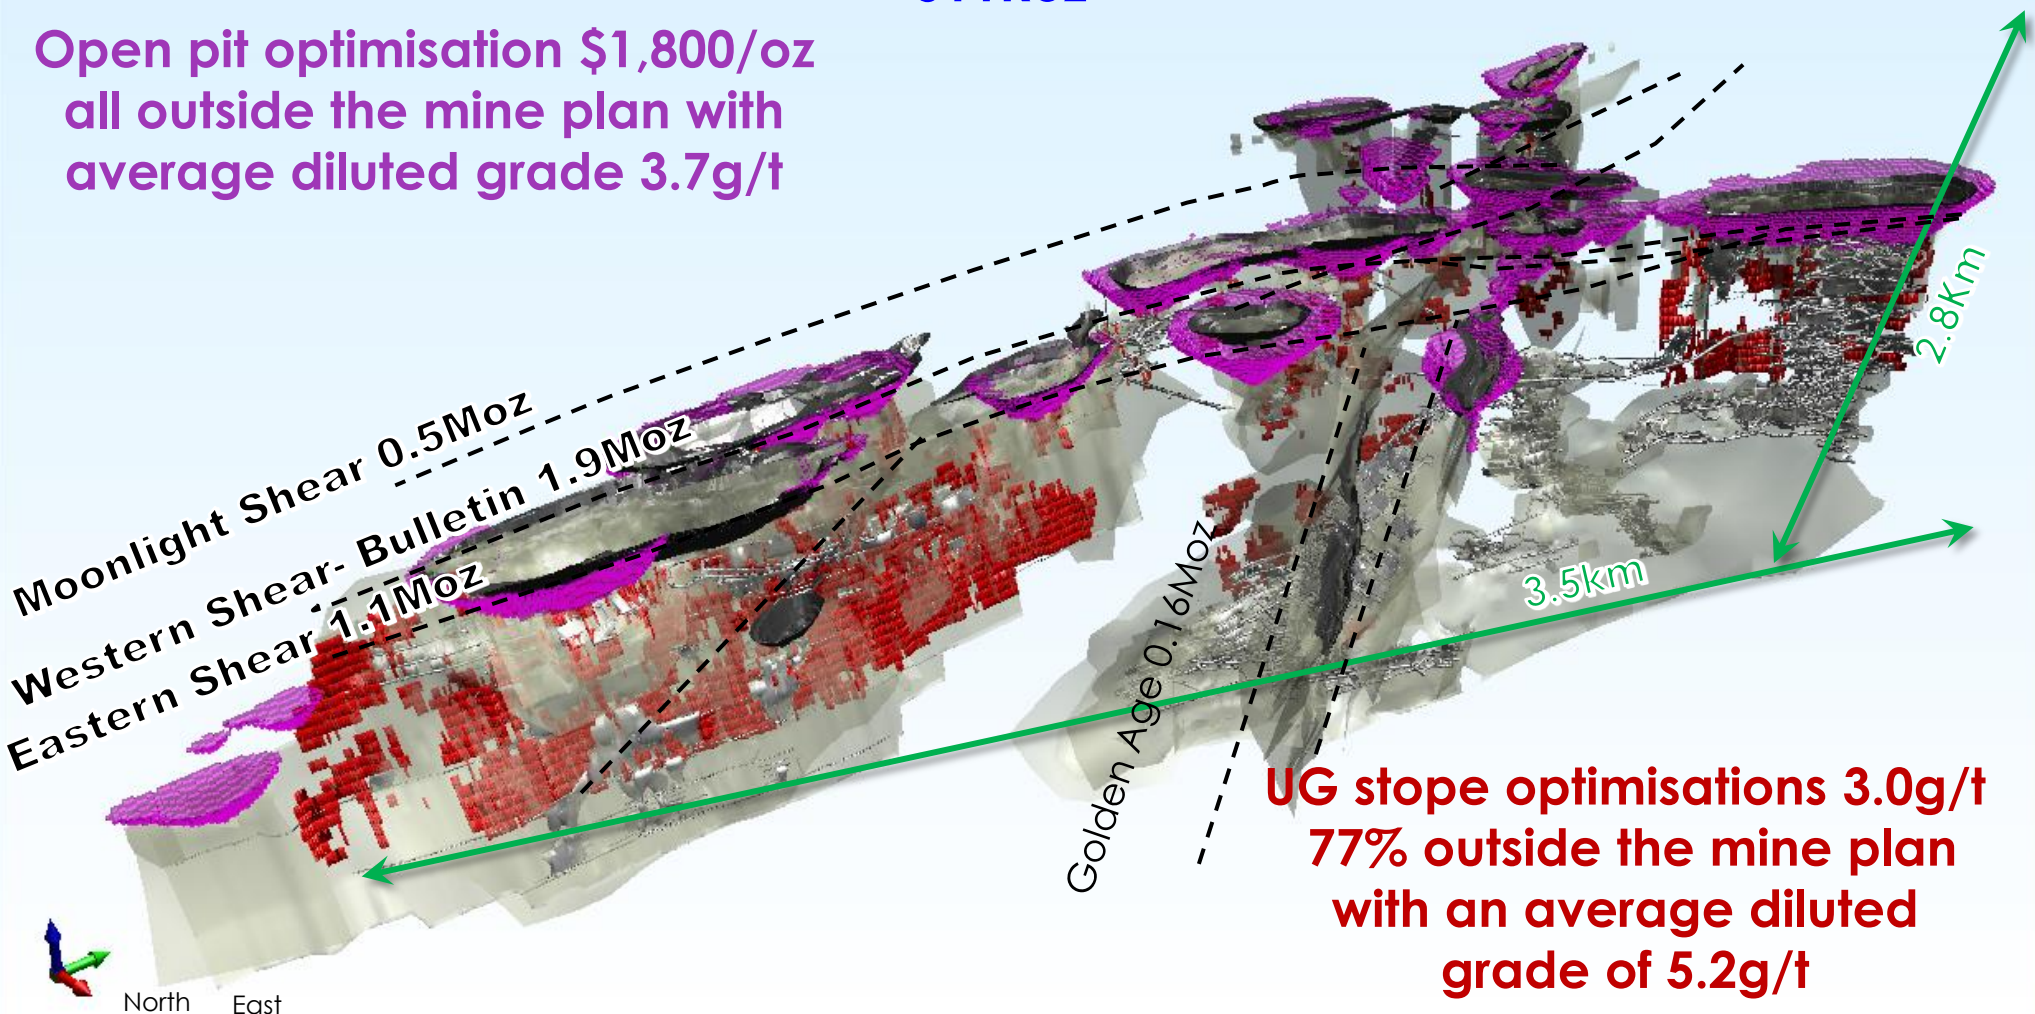 Open pit optimisation $1,800/oz
all outside the mine plan with
average diluted grade 3.7g/t
2.8Km
Moonlight Shear 0.5Moz
Western Shear- Bulletin 1.9Moz
Eastern Shear 1.1Moz
3.5km
Golden Age 0.16Moz
UG stope optimisations 3.0g/t
77% outside the mine plan
with an average diluted
grade of 5.2g/t
North East